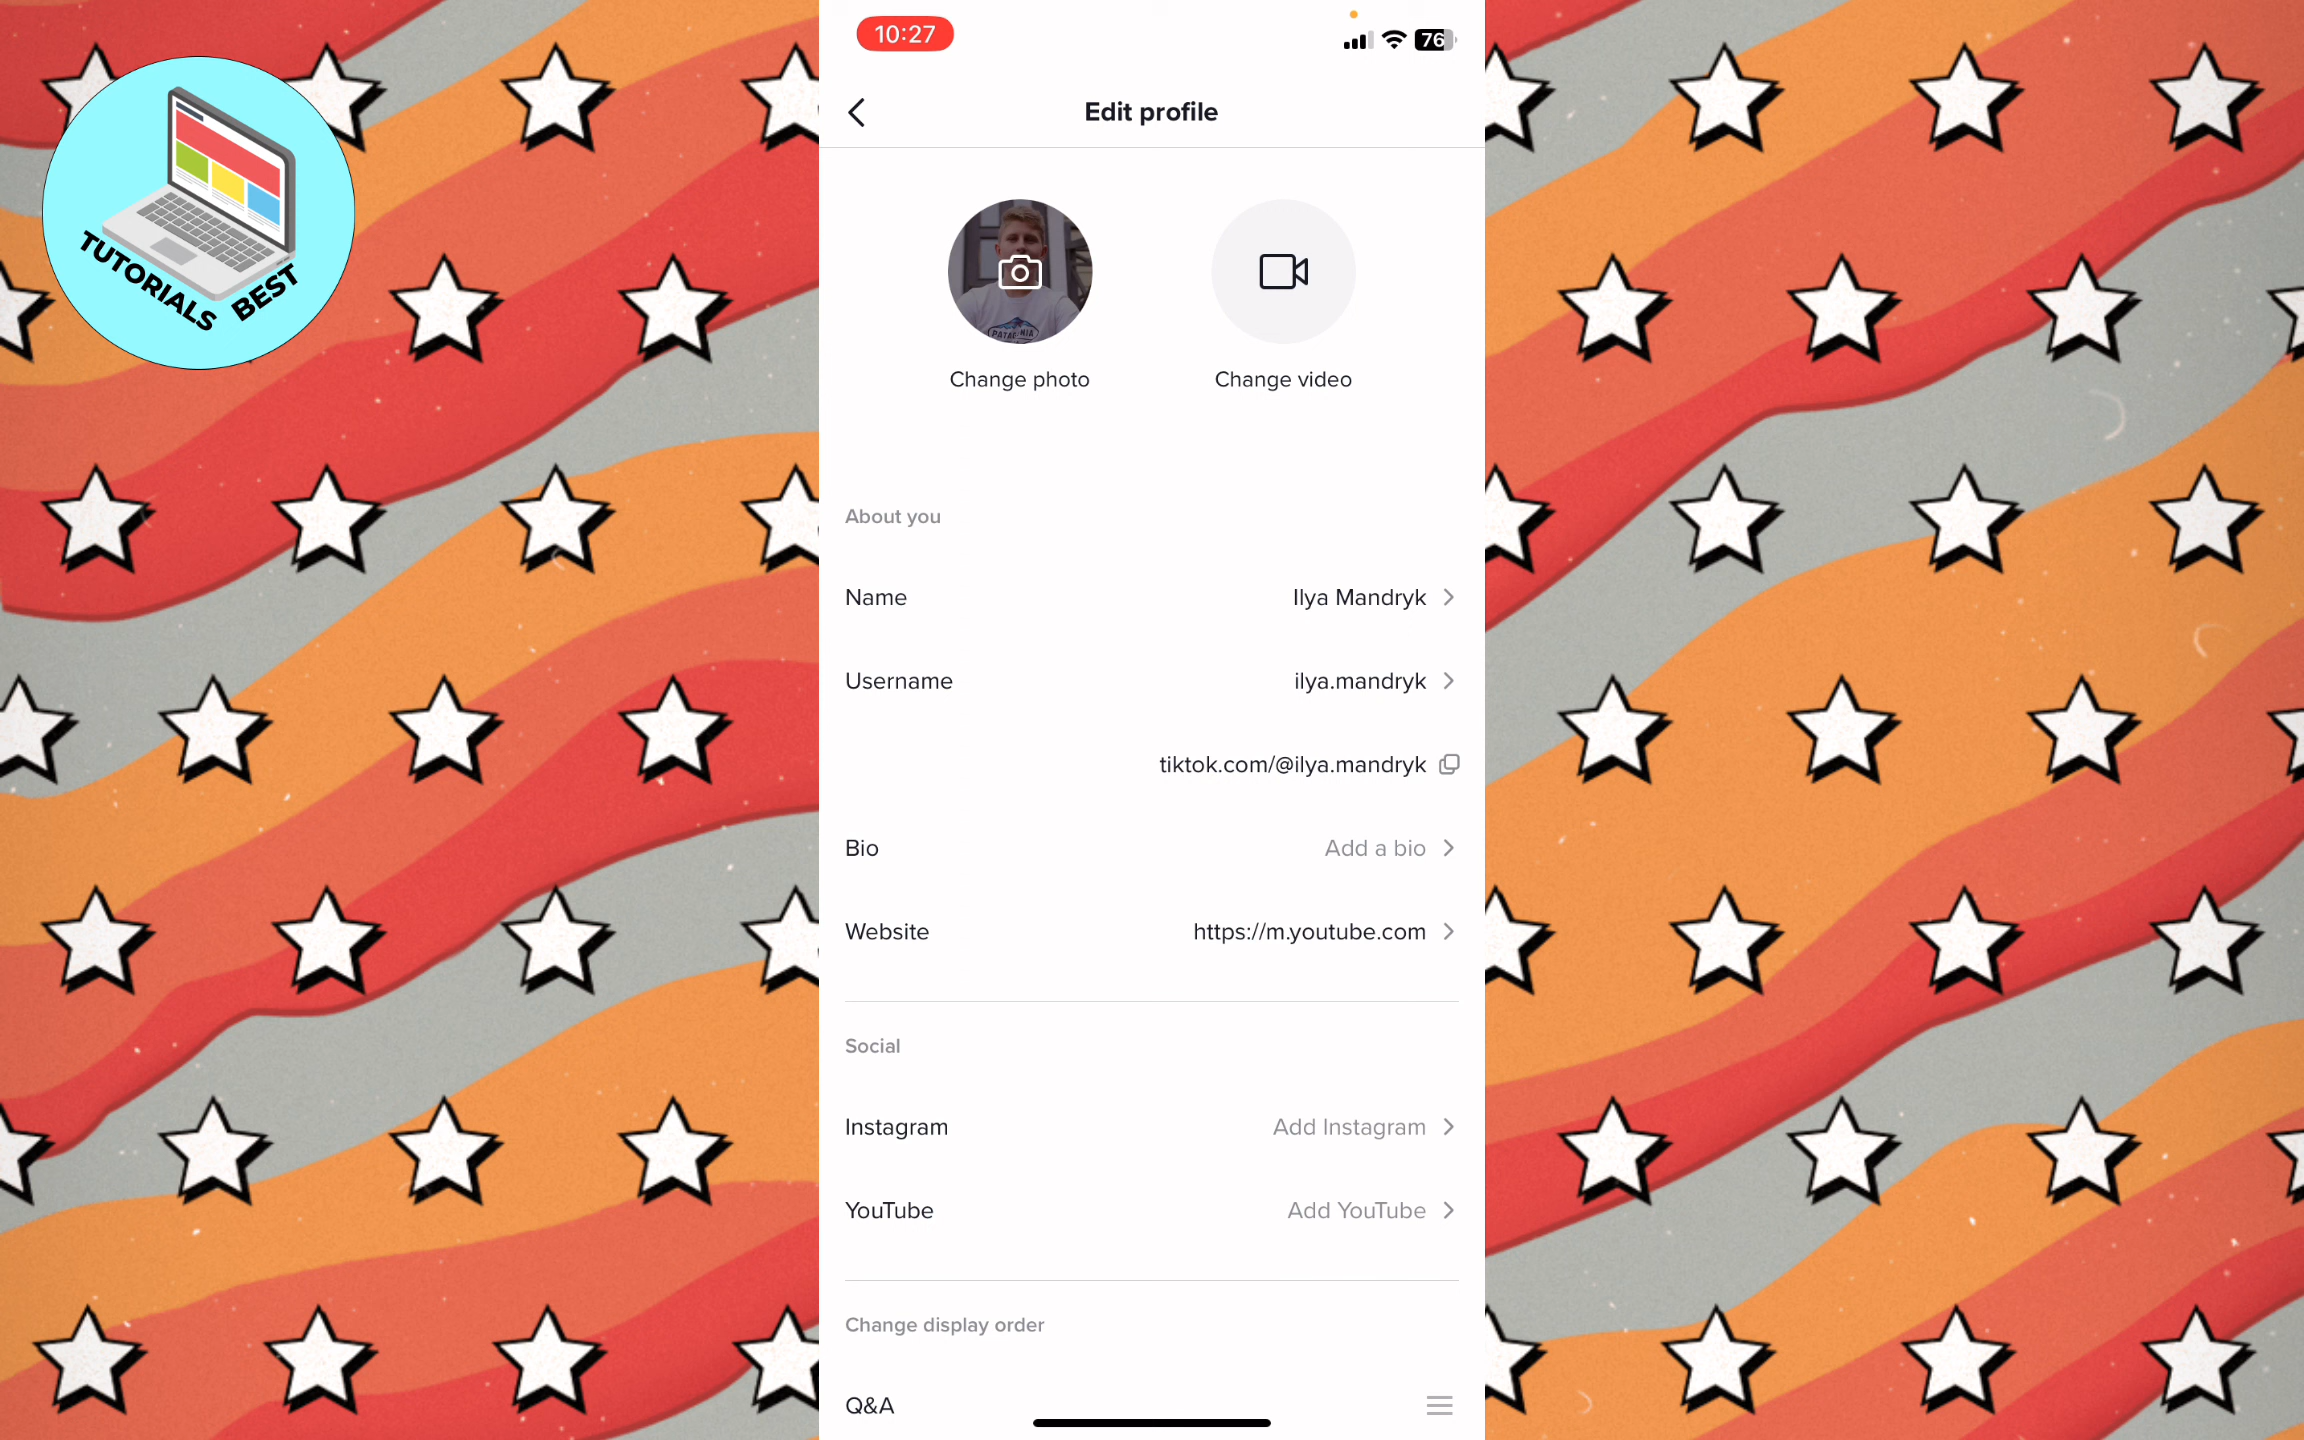 10:27
76
TUTORIALS BEST
Edit profile
PATAGONIA
Change photo
Change video
About you
Name
Ilya Mandryk
Username
ilya.mandryk
tiktok.com/@ilya.mandryk
Bio
Add a bio
Website
https://m.youtube.com
Social
Instagram
Add Instagram
YouTube
Add YouTube
Change display order
Q&A